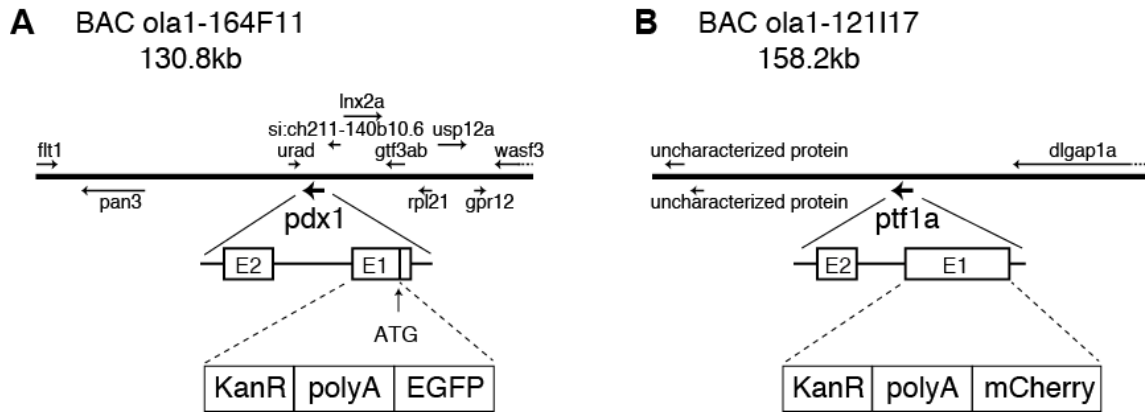 A BAC ola1-164F11
130.8kb
lnx2a
si:ch211-140b10.6 usp12a
flt1 urad gtf3ab wasf3
pan3 rpl21 gpr12
pdx1
E2 E1
ATG
KanR polyA EGFP
B BAC ola1-121I17
158.2kb
uncharacterized protein dlgap1a
uncharacterized protein
ptf1a
E2 E1
KanR polyA mCherry